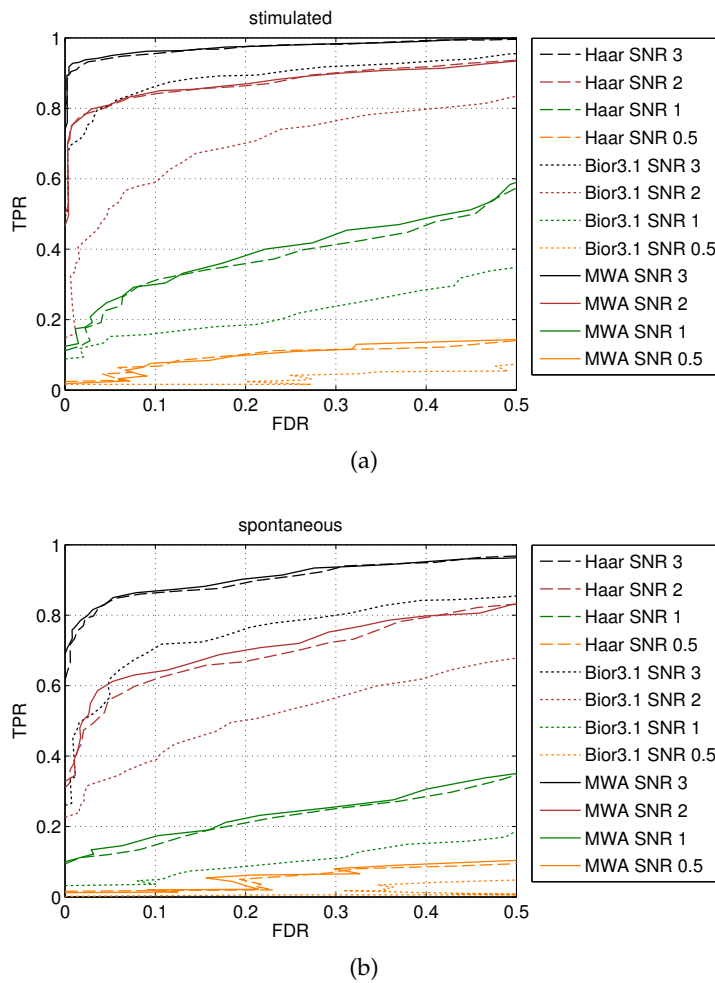 stimulated
1
0.8
0.6
0.4
0.2
0
TPR
0 0.1 0.2 0.3 0.4 0.5
FDR
Haar SNR 3
Haar SNR 2
Haar SNR 1
Haar SNR 0.5
Bior3.1 SNR 3
Bior3.1 SNR 2
Bior3.1 SNR 1
Bior3.1 SNR 0.5
MWA SNR 3
MWA SNR 2
MWA SNR 1
MWA SNR 0.5
(a)
spontaneous
1
0.8
0.6
0.4
0.2
0
TPR
0 0.1 0.2 0.3 0.4 0.5
FDR
Haar SNR 3
Haar SNR 2
Haar SNR 1
Haar SNR 0.5
Bior3.1 SNR 3
Bior3.1 SNR 2
Bior3.1 SNR 1
Bior3.1 SNR 0.5
MWA SNR 3
MWA SNR 2
MWA SNR 1
MWA SNR 0.5
(b)